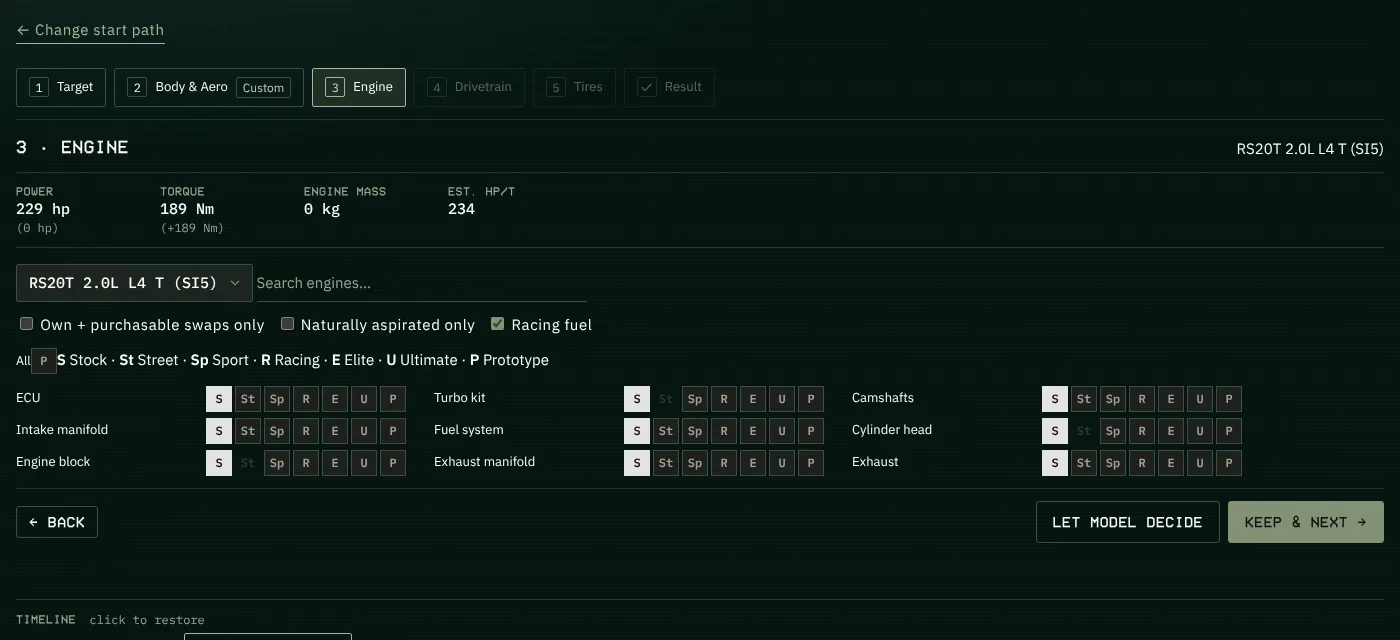 ← Change start path
1 Target 2 Body & Aero Custom 3 Engine 4 Drivetrain 5 Tires ✓ Result
3 · ENGINE RS20T 2.0L L4 T (SI5)
POWER TORQUE ENGINE MASS EST. HP/T
229 hp 189 Nm 0 kg 234
(0 hp) (+189 Nm)
RS20T 2.0L L4 T (SI5) Search engines...
Own + purchasable swaps only Naturally aspirated only Racing fuel
All P S Stock · St Street · Sp Sport · R Racing · E Elite · U Ultimate · P Prototype
ECU S St Sp R E U P Turbo kit S St Sp R E U P Camshafts S St Sp R E U P
Intake manifold S St Sp R E U P Fuel system S St Sp R E U P Cylinder head S St Sp R E U P
Engine block S St Sp R E U P Exhaust manifold S St Sp R E U P Exhaust S St Sp R E U P
← BACK LET MODEL DECIDE KEEP & NEXT →
TIMELINE click to restore